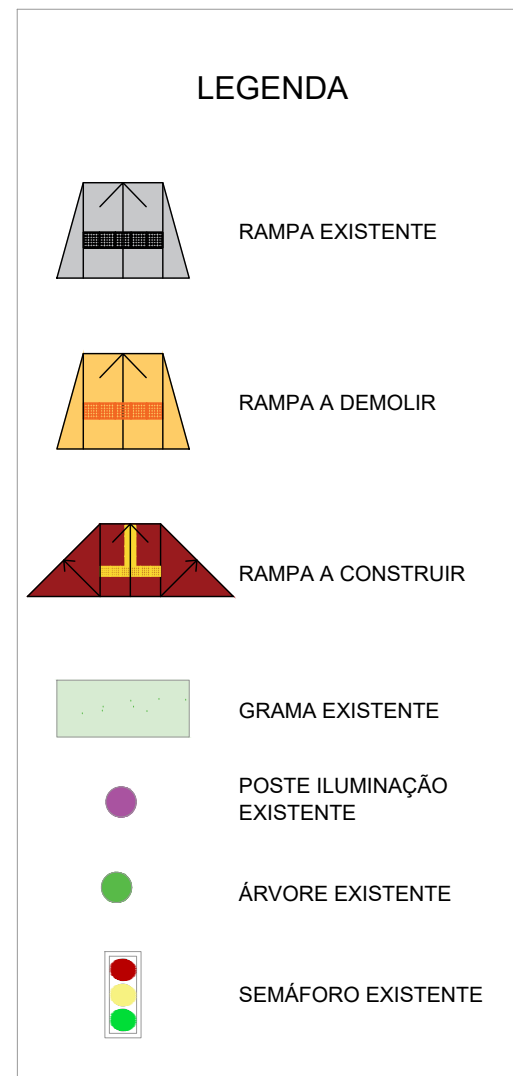 LEGENDA
RAMPA EXISTENTE
RAMPA A DEMOLIR
RAMPA A CONSTRUIR
GRAMA EXISTENTE
POSTE ILUMINAÇÃO
EXISTENTE
ÁRVORE EXISTENTE
SEMÁFORO EXISTENTE